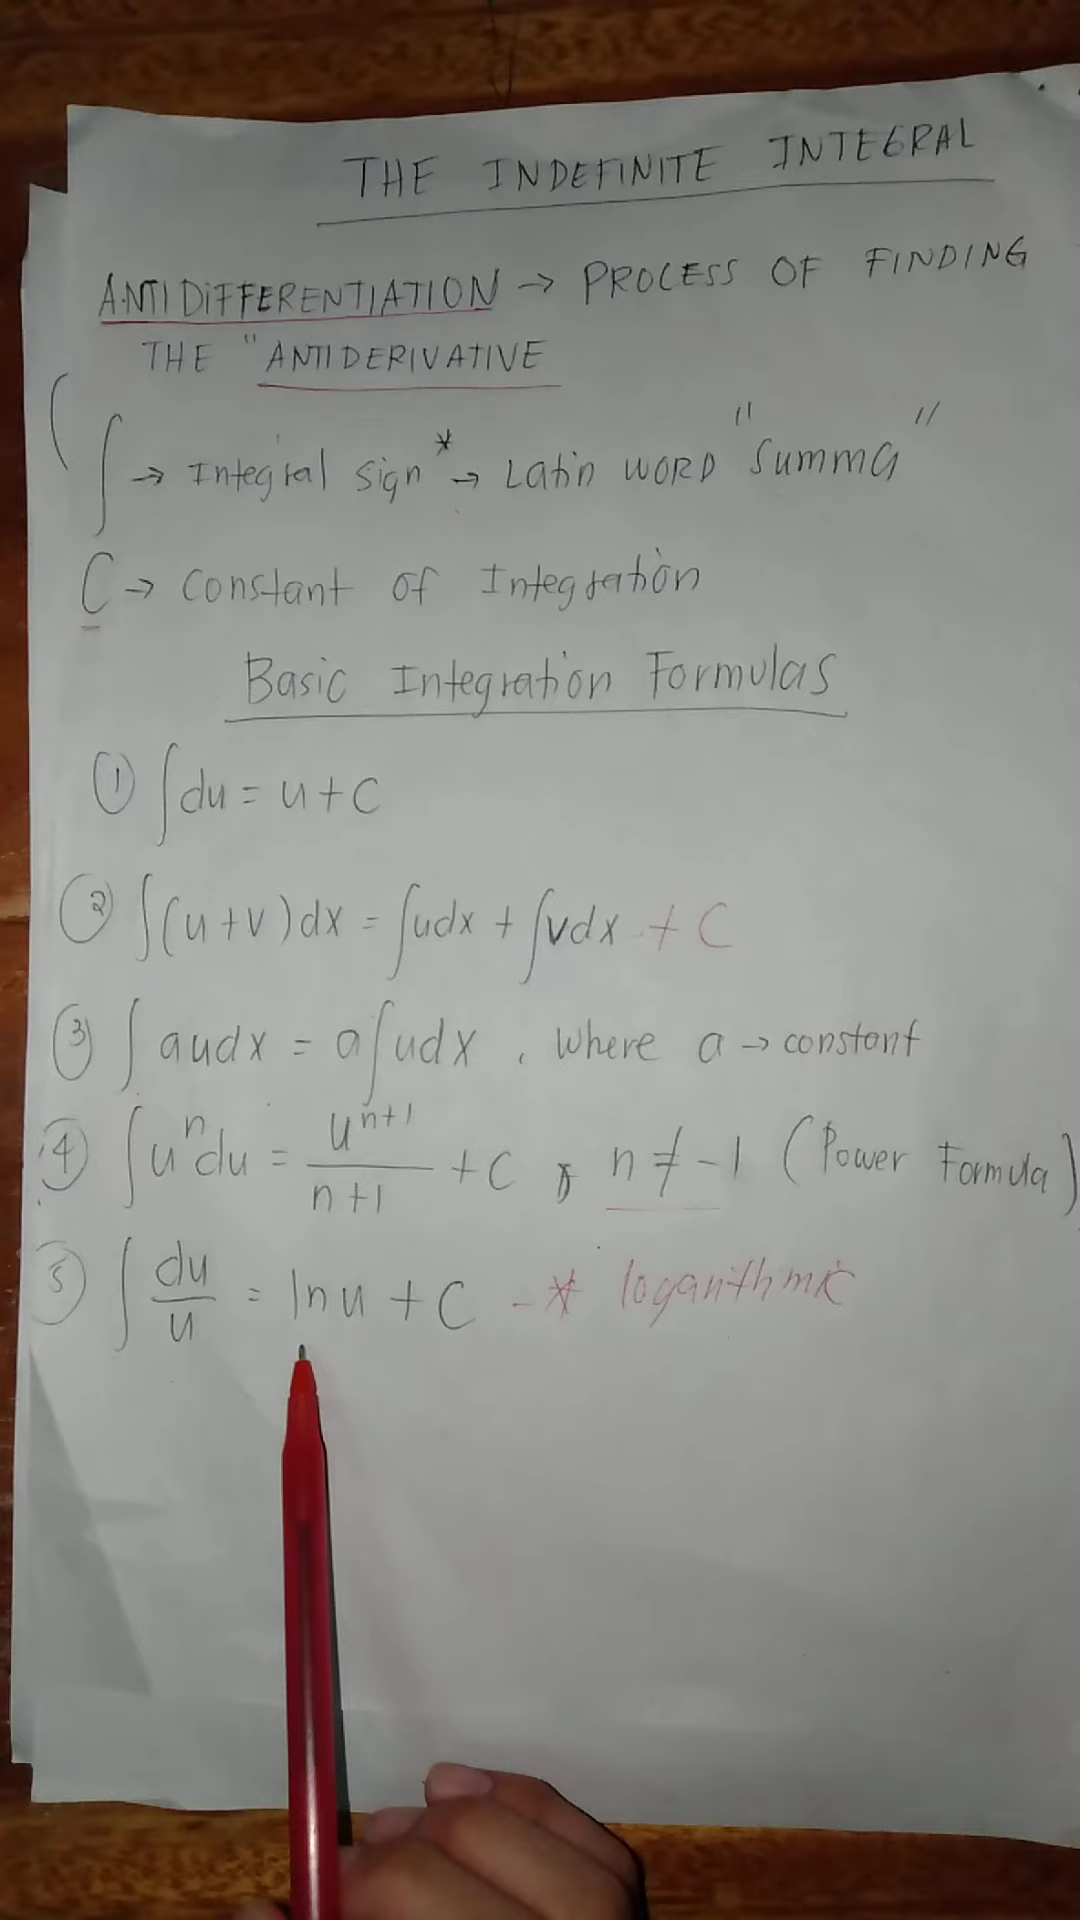 THE INDEFINITE INTEGRAL
ANTIDIFFERENTIATION → PROCESS OF FINDING
THE "ANTIDERIVATIVE
∫ → Integral sign * → Latin WORD "Summa"
C → Constant of Integration
Basic Integration Formulas
① ∫du = u + C
② ∫(u+v)dx = ∫udx + ∫vdx + C
③ ∫audx = a∫udx, where a → constant
④ ∫uⁿdu = uⁿ⁺¹/(n+1) + C ; n ≠ -1 (Power Formula)
⑤ ∫du/u = ln u + C - * logarithmic